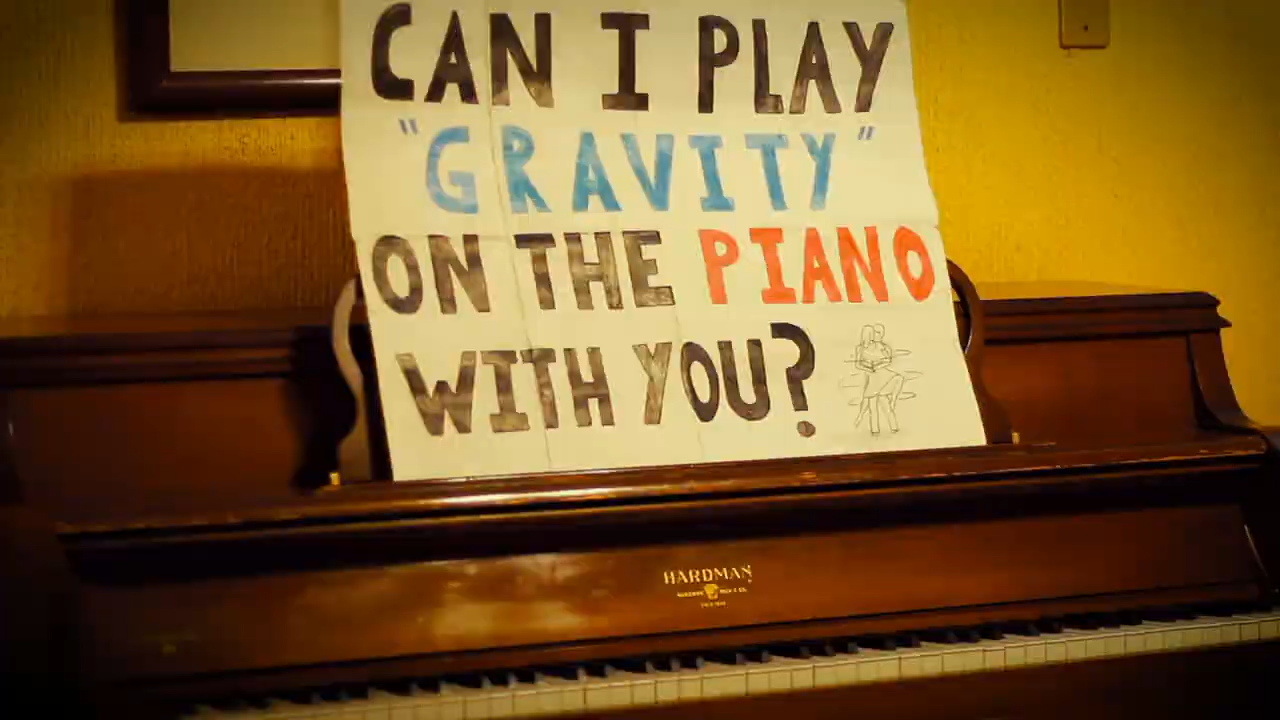 CAN I PLAY
"GRAVITY"
ON THE PIANO
WITH YOU?
HARDMAN